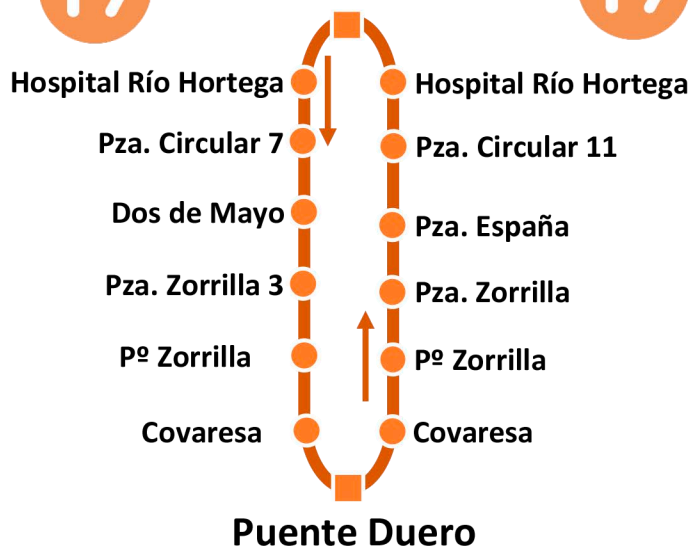 Hospital Río Hortega
Hospital Río Hortega
Pza. Circular 7
Pza. Circular 11
Dos de Mayo
Pza. España
Pza. Zorrilla 3
Pza. Zorrilla
Pº Zorrilla
Pº Zorrilla
Covaresa
Covaresa
Puente Duero